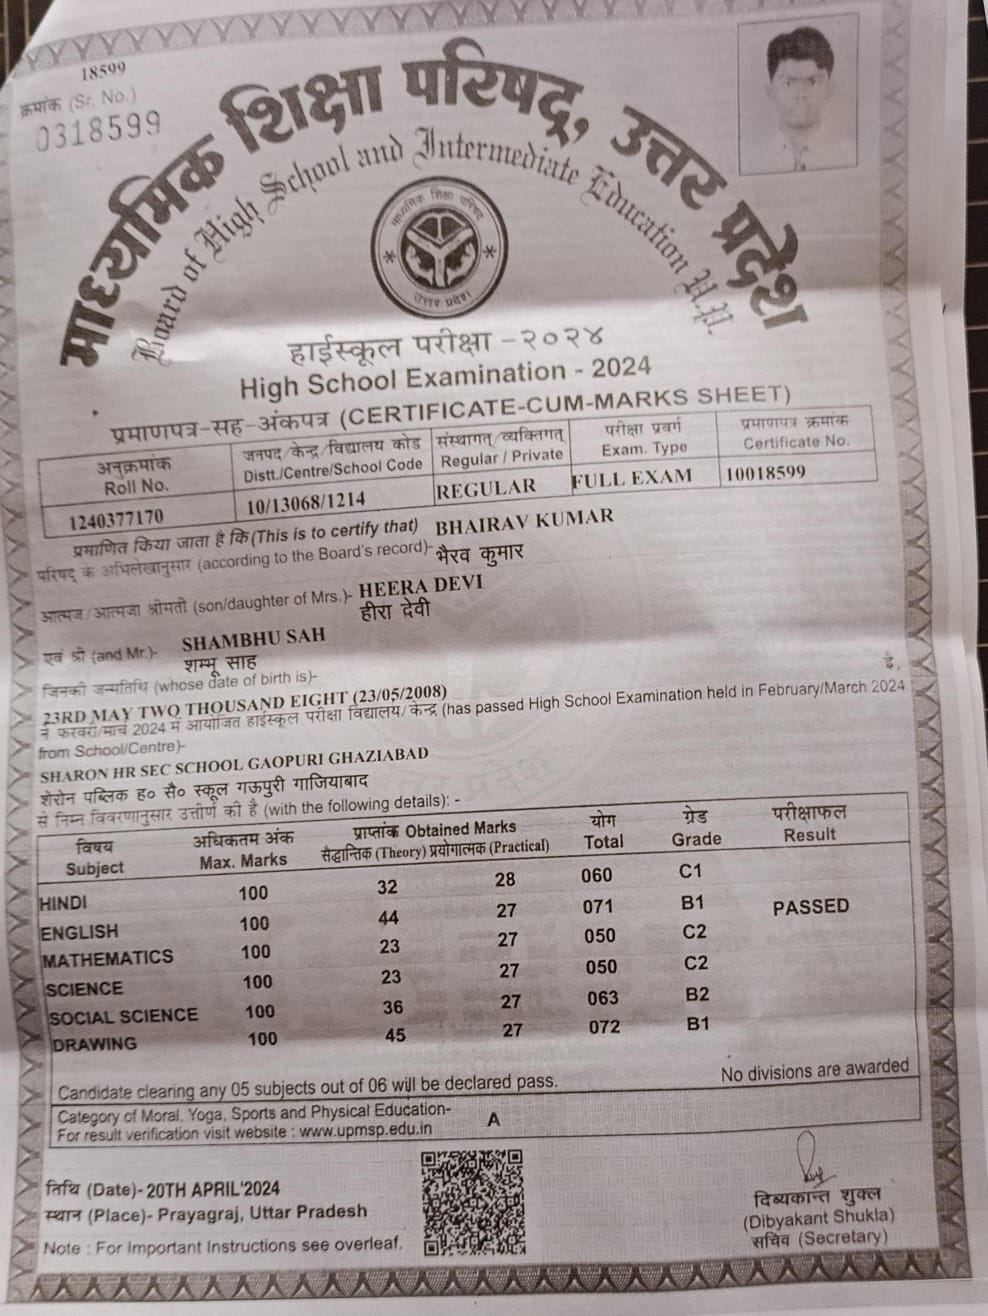 18599
क्रमांक (Sr. No.)
0318599
माध्यमिक शिक्षा परिषद्, उत्तर प्रदेश
Board of High School and Intermediate Education U.P.
माध्यमिक शिक्षा परिषद्
उत्तर प्रदेश
हाईस्कूल परीक्षा - २०२४
High School Examination - 2024
प्रमाणपत्र-सह-अंकपत्र (CERTIFICATE-CUM-MARKS SHEET)
अनुक्रमांक जनपद/केन्द्र/विद्यालय कोड संस्थागत्/व्यक्तिगत् परीक्षा प्रवर्ग प्रमाणपत्र क्रमांक
Roll No. Distt./Centre/School Code Regular / Private Exam. Type Certificate No.
1240377170 10/13068/1214 REGULAR FULL EXAM 10018599
प्रमाणित किया जाता है कि (This is to certify that) BHAIRAV KUMAR
परिषद् के अभिलेखानुसार (according to the Board's record)- भैरव कुमार
आत्मज/आत्मजा श्रीमती (son/daughter of Mrs.)- HEERA DEVI
हीरा देवी
एवं श्री (and Mr.)- SHAMBHU SAH
शम्भू साह
जिनकी जन्मतिथि (whose date of birth is)- है,
23RD MAY TWO THOUSAND EIGHT (23/05/2008)
ने फरवरी/मार्च 2024 में आयोजित हाईस्कूल परीक्षा विद्यालय/केन्द्र (has passed High School Examination held in February/March 2024
from School/Centre)-
SHARON HR SEC SCHOOL GAOPURI GHAZIABAD
शेरोन पब्लिक ह० सै० स्कूल गऊपुरी गाजियाबाद
से निम्न विवरणानुसार उत्तीर्ण की है (with the following details): -
विषय अधिकतम अंक प्राप्तांक Obtained Marks योग ग्रेड परीक्षाफल
Subject Max. Marks सैद्धान्तिक (Theory) प्रयोगात्मक (Practical) Total Grade Result
HINDI 100 32 28 060 C1
ENGLISH 100 44 27 071 B1 PASSED
MATHEMATICS 100 23 27 050 C2
SCIENCE 100 23 27 050 C2
SOCIAL SCIENCE 100 36 27 063 B2
DRAWING 100 45 27 072 B1
Candidate clearing any 05 subjects out of 06 will be declared pass. No divisions are awarded
Category of Moral, Yoga, Sports and Physical Education- A
For result verification visit website : www.upmsp.edu.in
तिथि (Date)- 20TH APRIL'2024
स्थान (Place)- Prayagraj, Uttar Pradesh
Note : For Important Instructions see overleaf.
दिव्यकान्त शुक्ल
(Dibyakant Shukla)
सचिव (Secretary)